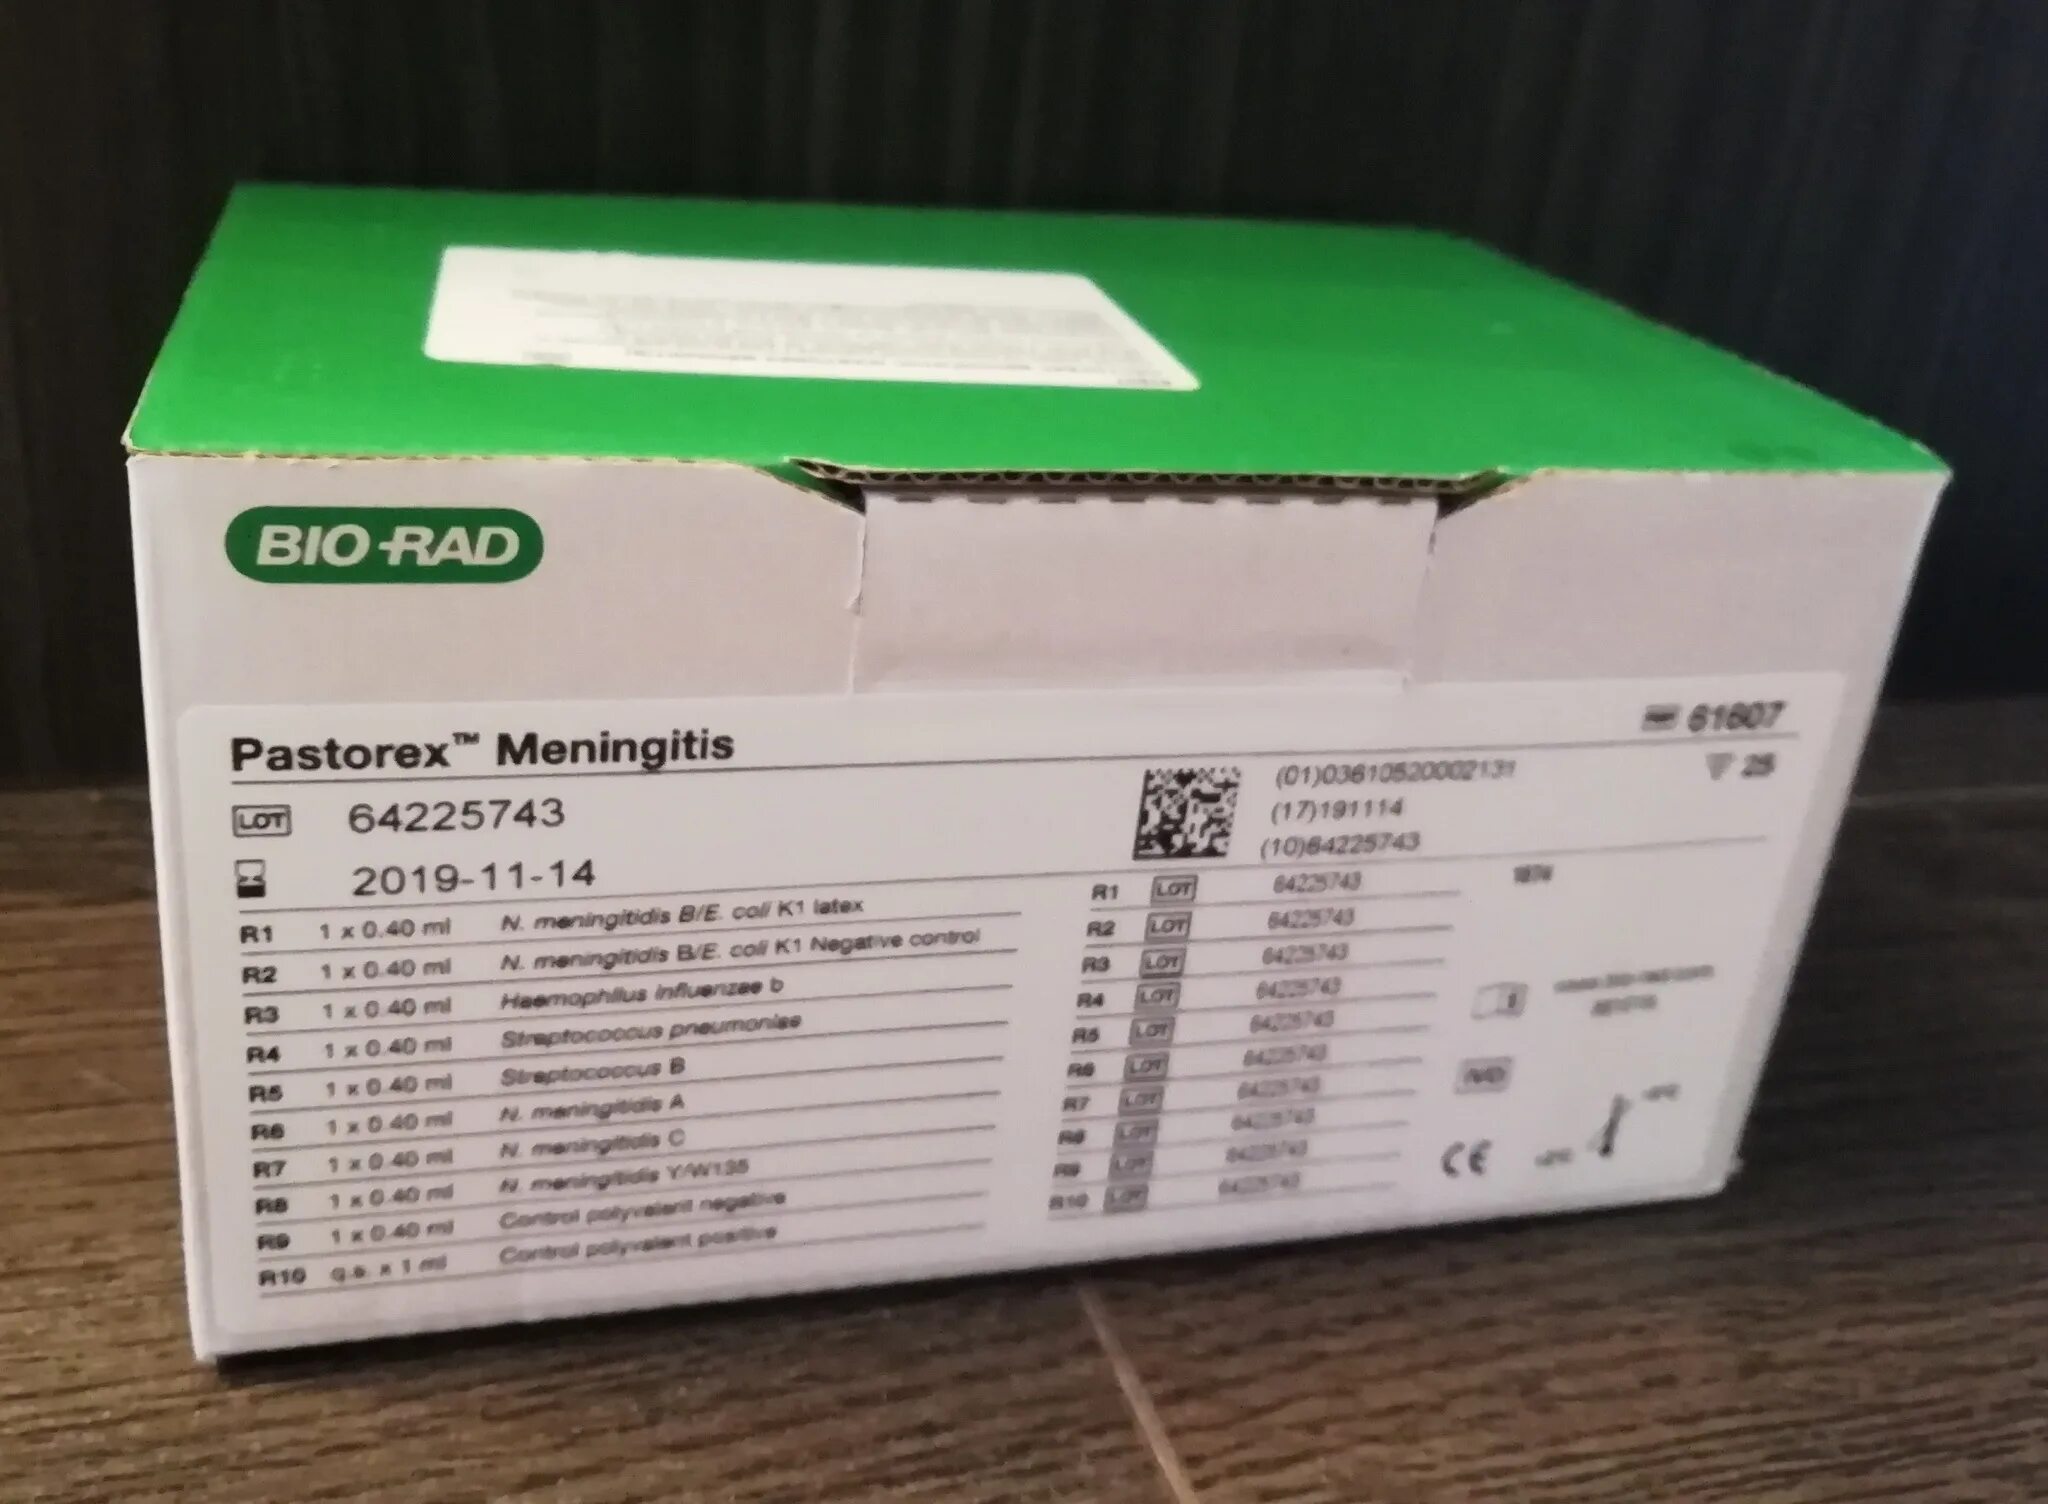 BIO-RAD
Pastorex™ Meningitis
REF 61607
LOT 64225743
25
(01)03610520002131
(17)191114
(10)64225743
2019-11-14
R1 1 x 0.40 ml N. meningitidis B/E. coli K1 latex
R2 1 x 0.40 ml N. meningitidis B/E. coli K1 Negative control
R3 1 x 0.40 ml Haemophilus influenzae b
R4 1 x 0.40 ml Streptococcus pneumoniae
R5 1 x 0.40 ml Streptococcus B
R6 1 x 0.40 ml N. meningitidis A
R7 1 x 0.40 ml N. meningitidis C
R8 1 x 0.40 ml N. meningitidis Y/W135
R9 1 x 0.40 ml Control polyvalent negative
R10 q.s. x 1 ml Control polyvalent positive
R1 LOT 64225743
R2 LOT 64225743
R3 LOT 64225743
R4 LOT 64225743
R5 LOT 64225743
R6 LOT 64225743
R7 LOT 64225743
R8 LOT 64225743
R9 LOT 64225743
R10 LOT 64225743
IVD
CE